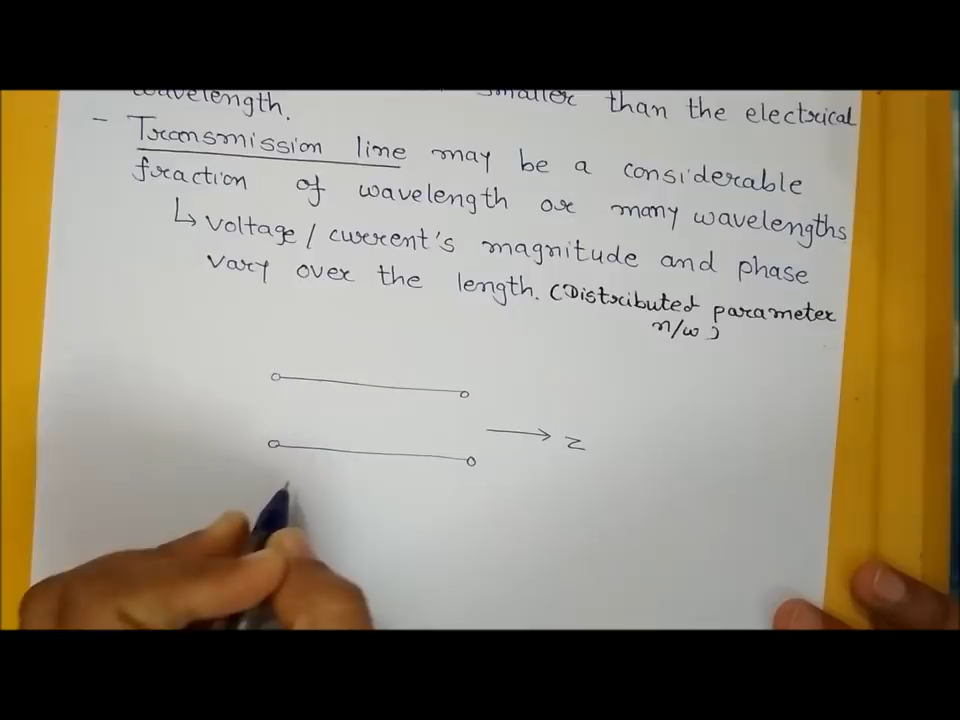 wavelength. smaller than the electrical
- Transmission line may be a considerable
fraction of wavelength or many wavelengths
↳ voltage / current's magnitude and phase
vary over the length. (Distributed parameter
n/w)
z